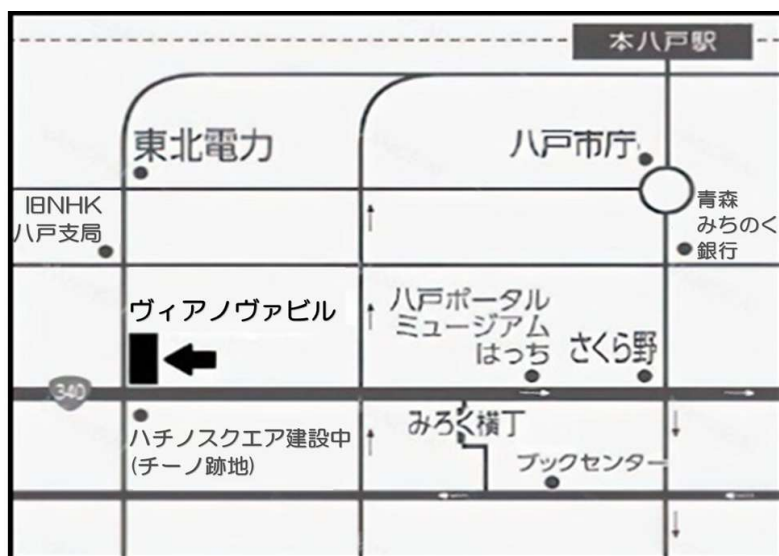 本八戸駅
東北電力
八戸市庁
旧NHK
八戸支局
青森
みちのく
銀行
ヴィアノヴァビル
八戸ポータル
ミュージアム
はっち
さくら野
340
ハチノスクエア建設中
(チーノ跡地)
みろく横丁
ブックセンター